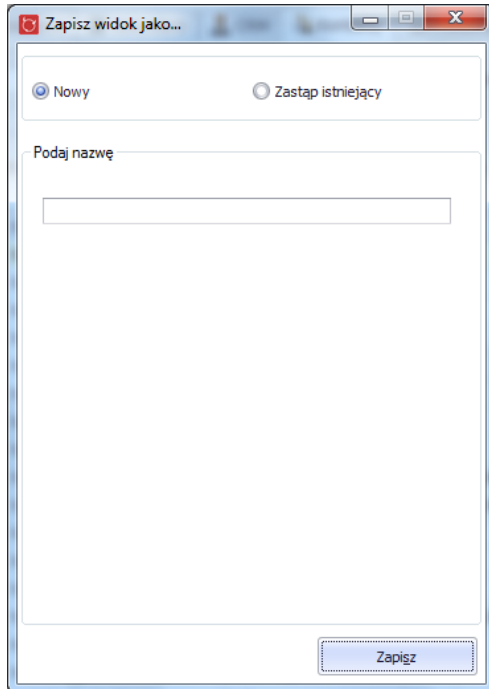 Zapisz widok jako...
Nowy
Zastąp istniejący
Podaj nazwę
Zapisz